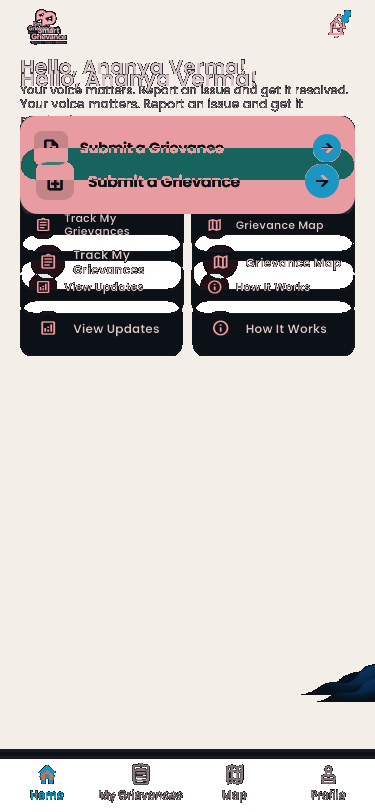 Smart
Grievance
Hello, Ananya Verma!
Hello, Ananya Verma!
Your voice matters. Report an issue and get it resolved.
Your voice matters. Report an issue and get it
Submit a Grievance
Submit a Grievance
Track My
Grievances
Grievance Map
Track My
Grievances
Grievance Map
View Updates
How It Works
View Updates
How It Works
Home
My Grievances
Map
Profile